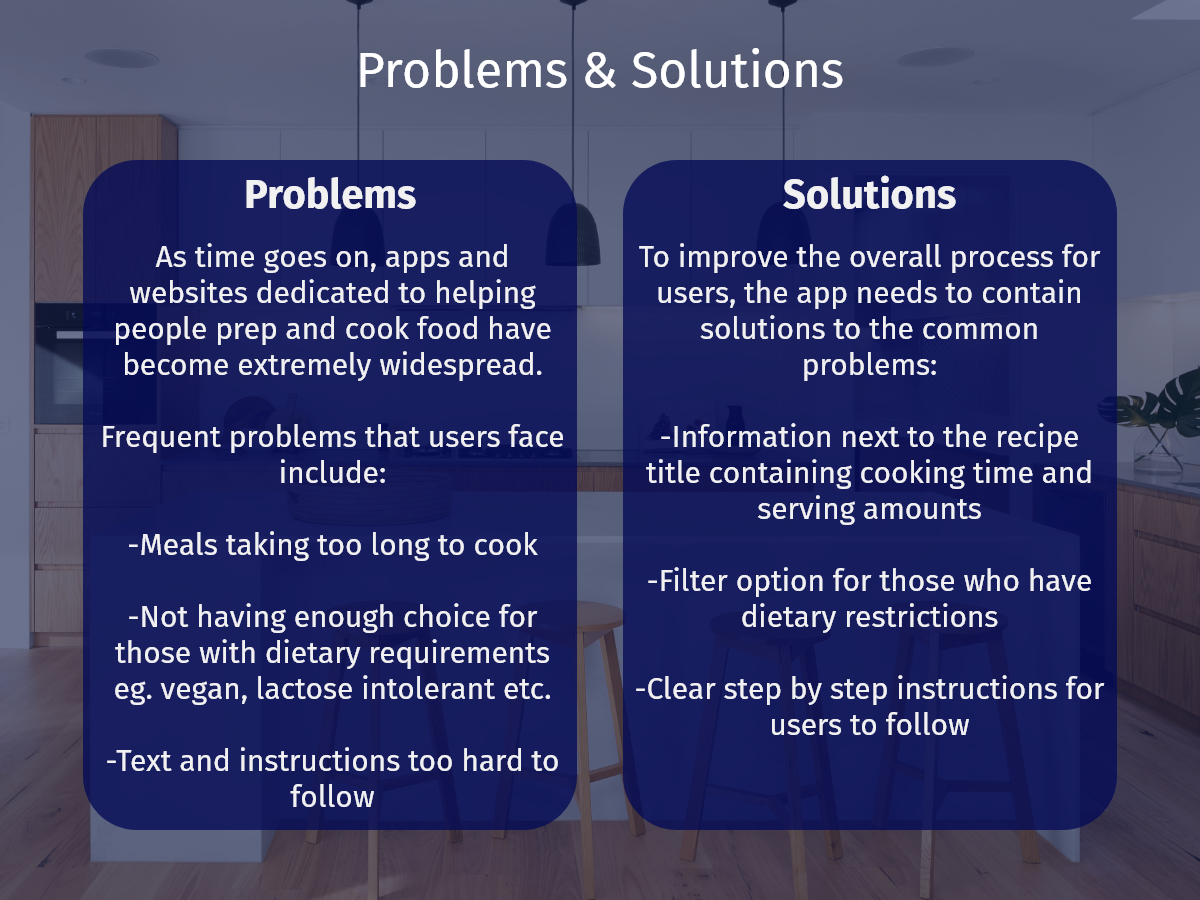 Problems & Solutions
Problems
As time goes on, apps and
websites dedicated to helping
people prep and cook food have
become extremely widespread.
Frequent problems that users face
include:
-Meals taking too long to cook
-Not having enough choice for
those with dietary requirements
eg. vegan, lactose intolerant etc.
-Text and instructions too hard to
follow
Solutions
To improve the overall process for
users, the app needs to contain
solutions to the common
problems:
-Information next to the recipe
title containing cooking time and
serving amounts
-Filter option for those who have
dietary restrictions
-Clear step by step instructions for
users to follow